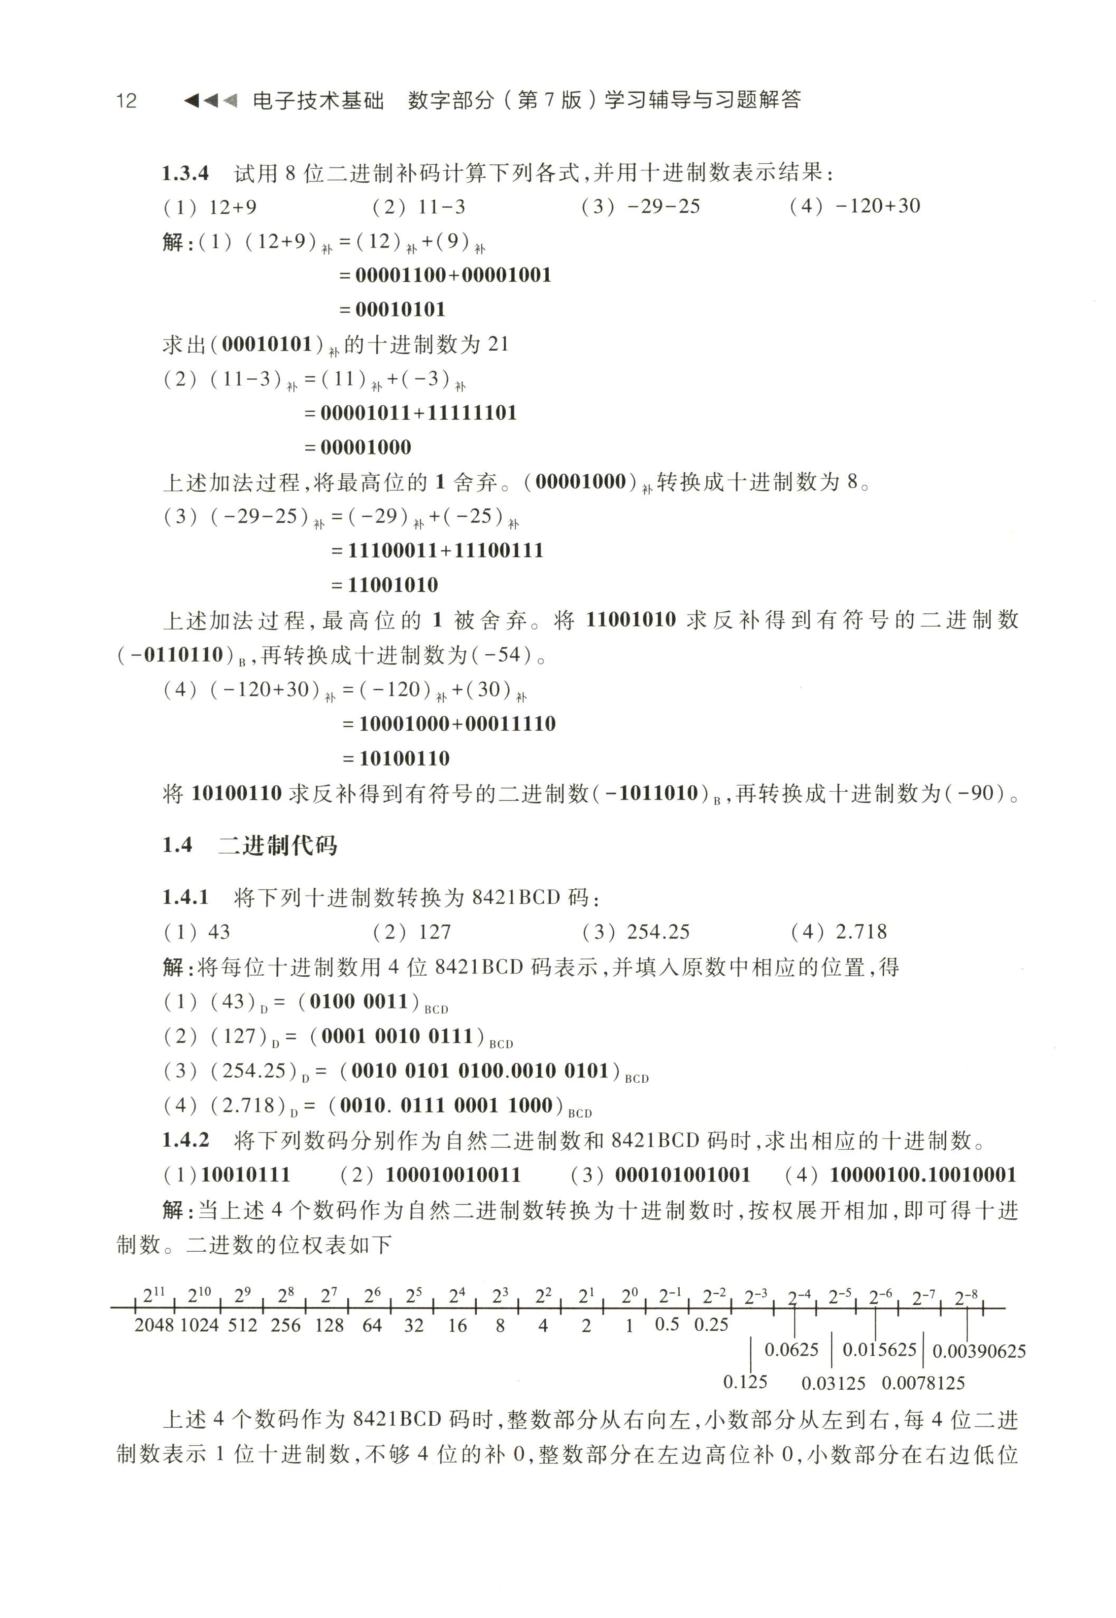 12 ◀◀◀ 电子技术基础 数字部分(第7版)学习辅导与习题解答
1.3.4 试用8位二进制补码计算下列各式,并用十进制数表示结果:
(1) 12+9 (2) 11-3 (3) -29-25 (4) -120+30
解:(1) (12+9)补=(12)补+(9)补
=00001100+00001001
=00010101
求出(00010101)补的十进制数为21
(2) (11-3)补=(11)补+(-3)补
=00001011+11111101
=00001000
上述加法过程,将最高位的1舍弃。(00001000)补转换成十进制数为8。
(3) (-29-25)补=(-29)补+(-25)补
=11100011+11100111
=11001010
上述加法过程,最高位的1被舍弃。将11001010求反补得到有符号的二进制数
(-0110110)B,再转换成十进制数为(-54)。
(4) (-120+30)补=(-120)补+(30)补
=10001000+00011110
=10100110
将10100110求反补得到有符号的二进制数(-1011010)B,再转换成十进制数为(-90)。
1.4 二进制代码
1.4.1 将下列十进制数转换为8421BCD码:
(1) 43 (2) 127 (3) 254.25 (4) 2.718
解:将每位十进制数用4位8421BCD码表示,并填入原数中相应的位置,得
(1) (43)D= (0100 0011)BCD
(2) (127)D= (0001 0010 0111)BCD
(3) (254.25)D= (0010 0101 0100.0010 0101)BCD
(4) (2.718)D= (0010. 0111 0001 1000)BCD
1.4.2 将下列数码分别作为自然二进制数和8421BCD码时,求出相应的十进制数。
(1)10010111 (2) 100010010011 (3) 000101001001 (4) 10000100.10010001
解:当上述4个数码作为自然二进制数转换为十进制数时,按权展开相加,即可得十进
制数。二进数的位权表如下
2¹¹ 2¹⁰ 2⁹ 2⁸ 2⁷ 2⁶ 2⁵ 2⁴ 2³ 2² 2¹ 2⁰ 2⁻¹ 2⁻² 2⁻³ 2⁻⁴ 2⁻⁵ 2⁻⁶ 2⁻⁷ 2⁻⁸
2048 1024 512 256 128 64 32 16 8 4 2 1 0.5 0.25
0.0625 0.015625 0.00390625
0.125 0.03125 0.0078125
上述4个数码作为8421BCD码时,整数部分从右向左,小数部分从左到右,每4位二进
制数表示1位十进制数,不够4位的补0,整数部分在左边高位补0,小数部分在右边低位